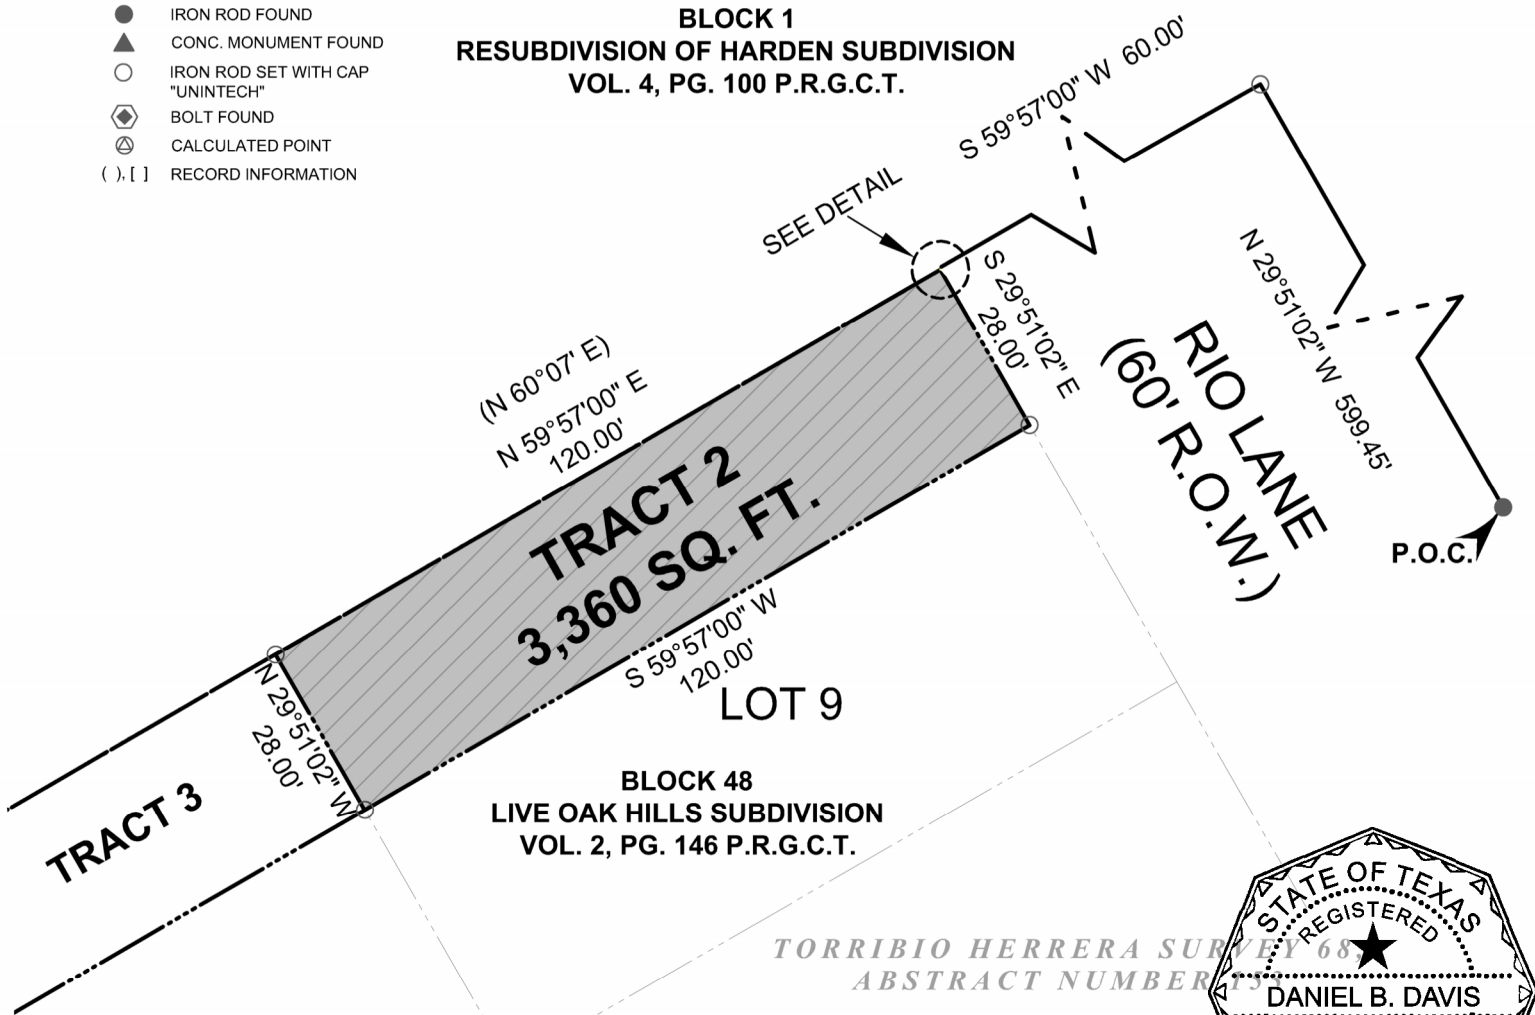 IRON ROD FOUND
CONC. MONUMENT FOUND
IRON ROD SET WITH CAP
"UNINTECH"
BOLT FOUND
CALCULATED POINT
( ), [ ] RECORD INFORMATION
BLOCK 1
RESUBDIVISION OF HARDEN SUBDIVISION
VOL. 4, PG. 100 P.R.G.C.T.
S 59°57'00" W 60.00'
SEE DETAIL
S 29°51'02" E
28.00'
N 29°51'02" W 599.45'
RIO LANE
(60' R.O.W.)
P.O.C.
(N 60°07' E)
N 59°57'00" E
120.00'
TRACT 2
3,360 SQ. FT.
S 59°57'00" W
120.00'
N 29°51'02" W
28.00'
TRACT 3
LOT 9
BLOCK 48
LIVE OAK HILLS SUBDIVISION
VOL. 2, PG. 146 P.R.G.C.T.
TORRIBIO HERRERA SURVEY 68,
ABSTRACT NUMBER 153
STATE OF TEXAS
REGISTERED
DANIEL B. DAVIS